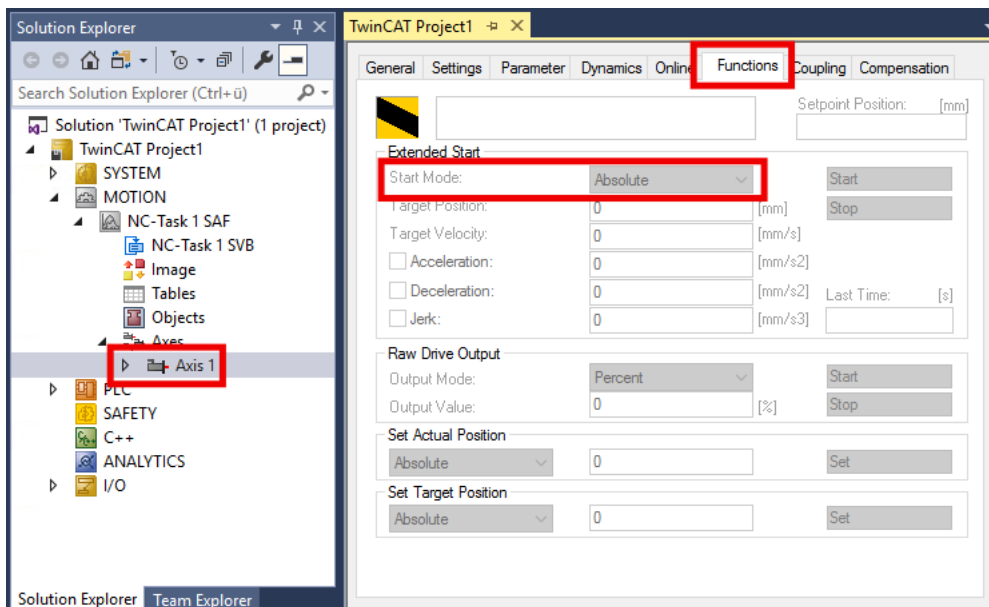 Solution Explorer
Search Solution Explorer (Ctrl+ü)
Solution 'TwinCAT Project1' (1 project)
TwinCAT Project1
SYSTEM
MOTION
NC-Task 1 SAF
NC-Task 1 SVB
Image
Tables
Objects
Axes
Axis 1
PLC
SAFETY
C++
ANALYTICS
I/O
Solution Explorer Team Explorer
TwinCAT Project1
General Settings Parameter Dynamics Online Functions Coupling Compensation
Setpoint Position: [mm]
Extended Start
Start Mode: Absolute Start
Target Position: 0 [mm] Stop
Target Velocity: 0 [mm/s]
Acceleration: 0 [mm/s2]
Deceleration: 0 [mm/s2] Last Time: [s]
Jerk: 0 [mm/s3]
Raw Drive Output
Output Mode: Percent Start
Output Value: 0 [%] Stop
Set Actual Position
Absolute 0 Set
Set Target Position
Absolute 0 Set